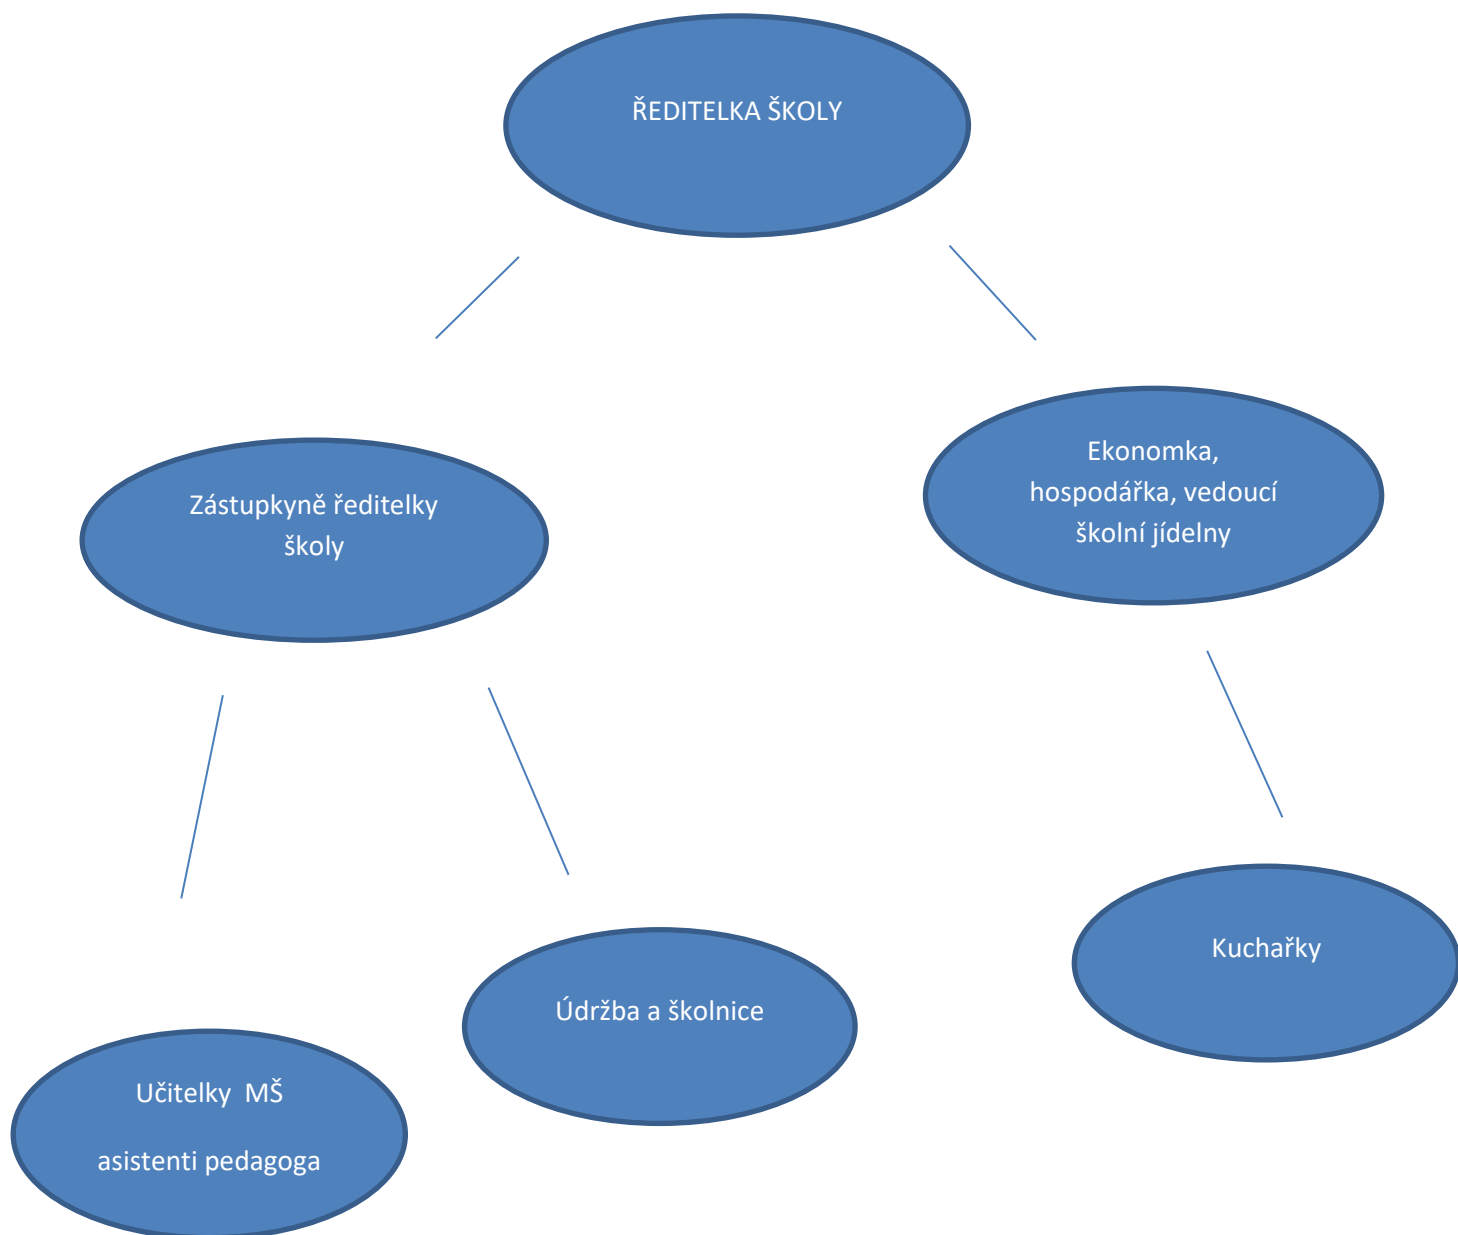 ŘEDITELKA ŠKOLY
Ekonomka,
hospodářka, vedoucí
školní jídelny
Zástupkyně ředitelky
školy
Kuchařky
Údržba a školnice
Učitelky  MŠ
asistenti pedagoga